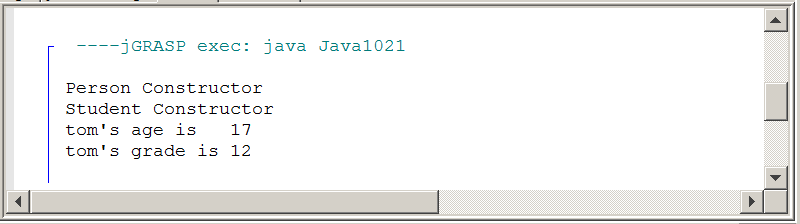 ----jGRASP exec: java Java1021
Person Constructor
Student Constructor
tom's age is   17
tom's grade is 12